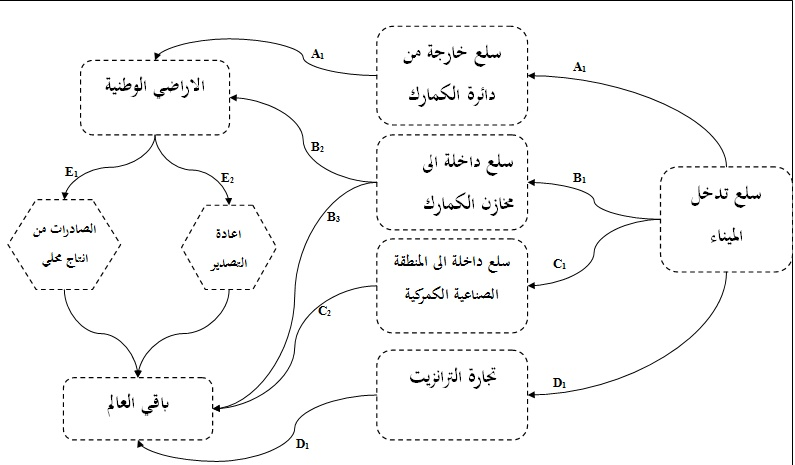 سلع تدخل
الميناء
A1
B1
C1
D1
سلع خارجة من
دائرة الكمارك
سلع داخلة الى
مخازن الكمارك
سلع داخلة الى المنطقة
الصناعية الكمركية
تجارة الترانزيت
A1
B2
B3
C2
D1
الاراضي الوطنية
E2
E1
اعادة
التصدير
الصادرات من
انتاج محلي
باقي العالم